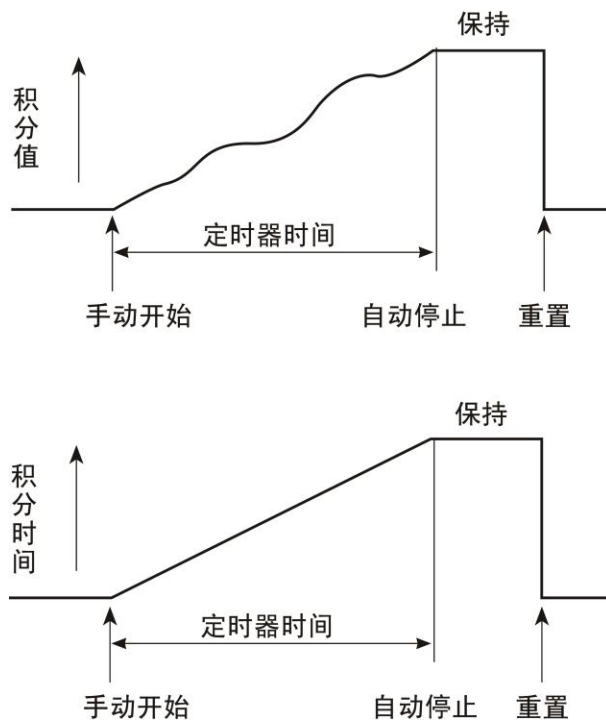 保持
积分值
定时器时间
手动开始
自动停止
重置
保持
积分时间
定时器时间
手动开始
自动停止
重置